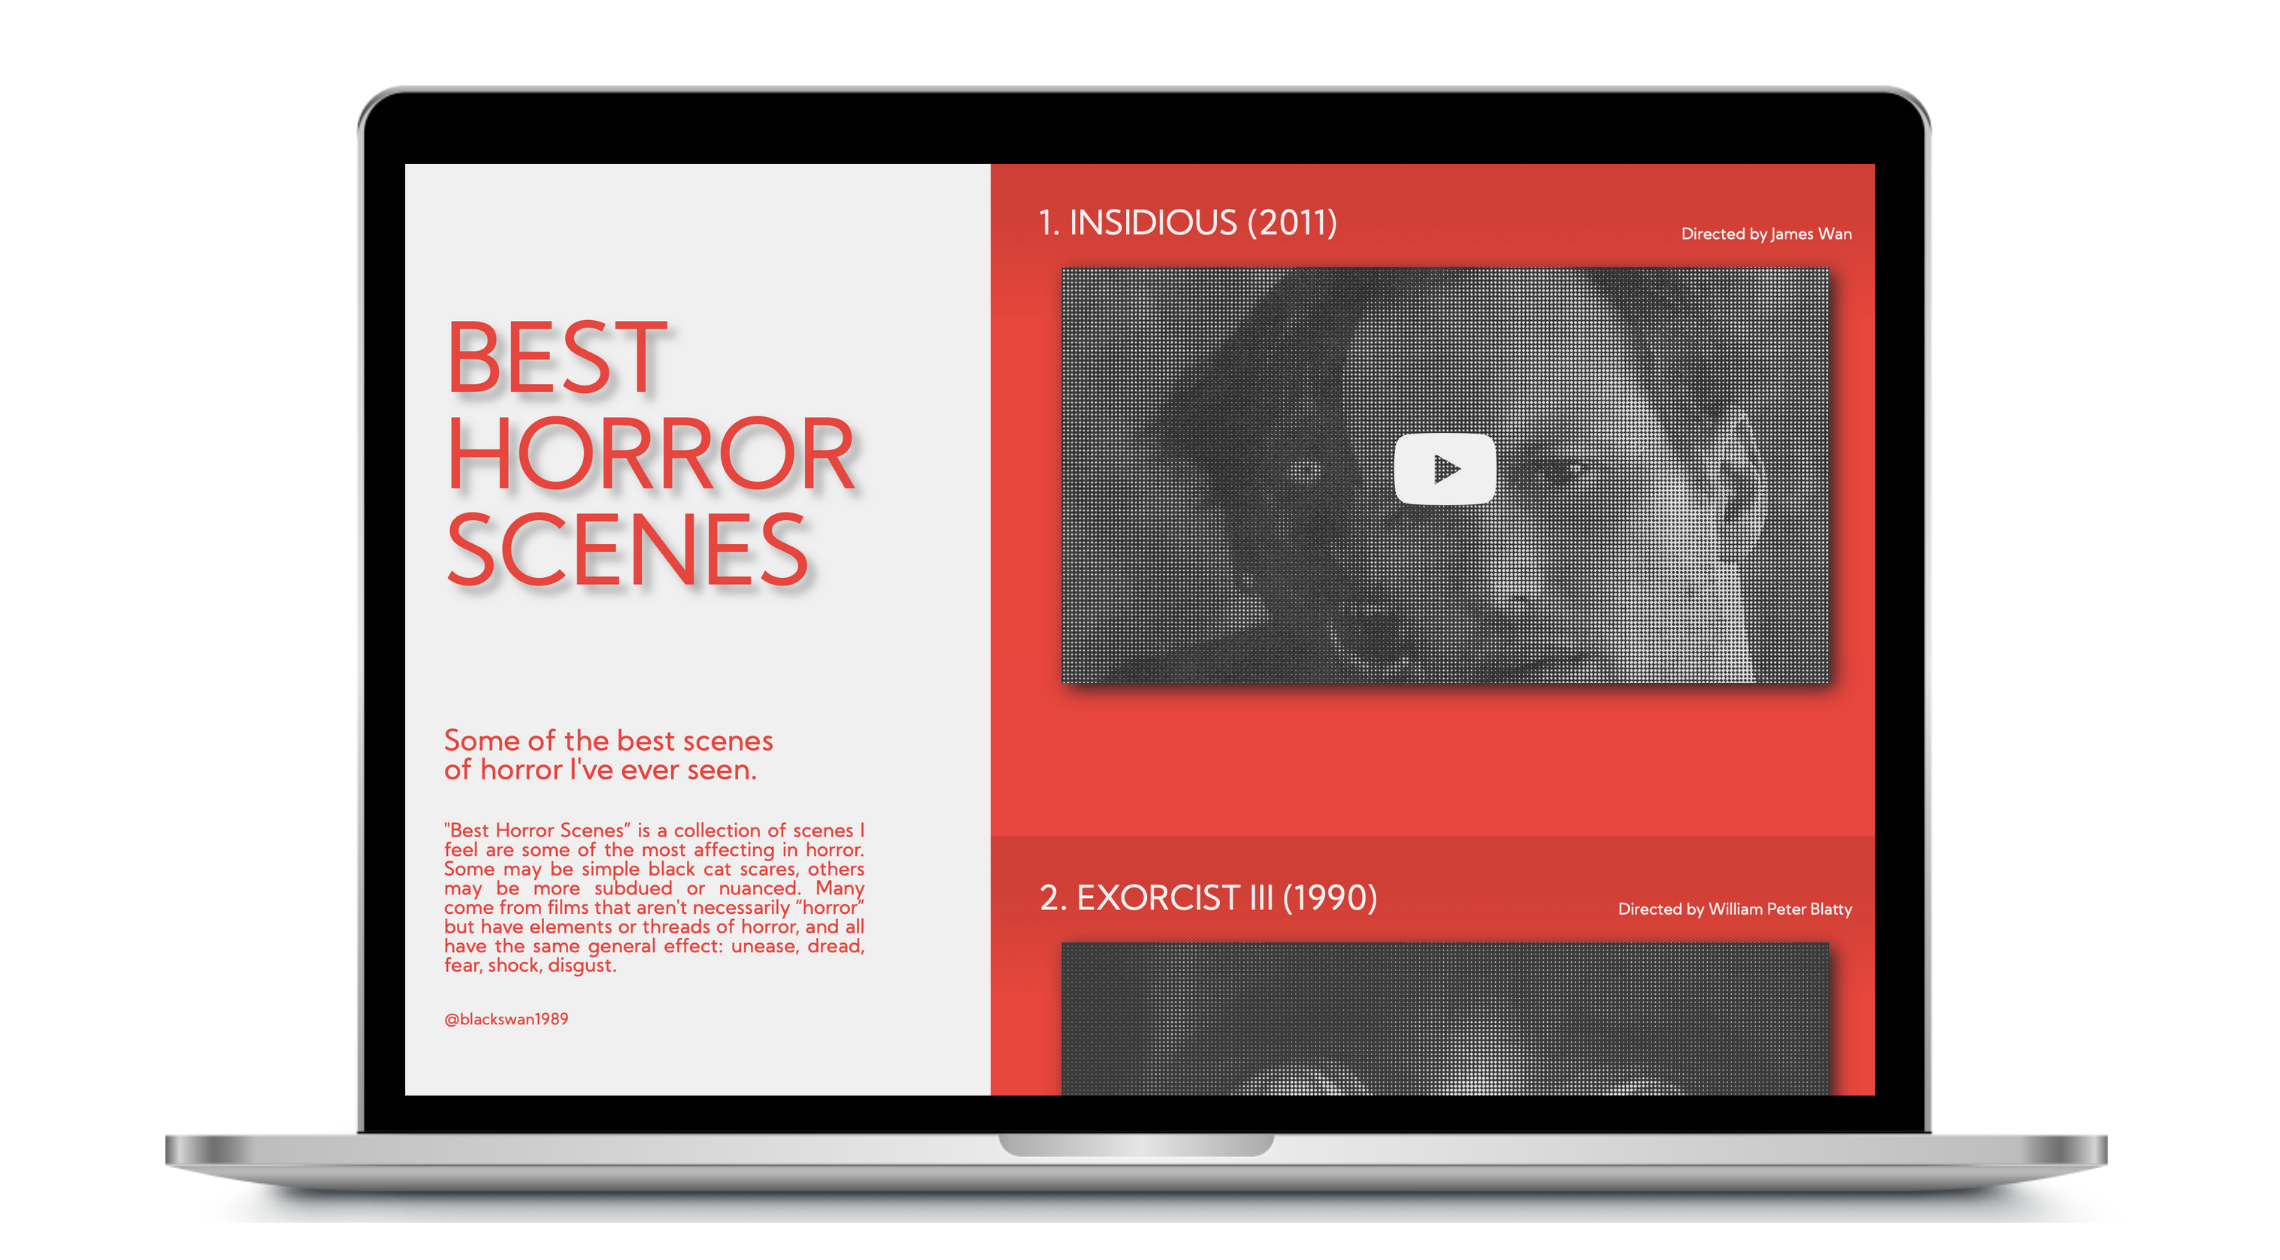 BEST
HORROR
SCENES
Some of the best scenes
of horror I've ever seen.
"Best Horror Scenes” is a collection of scenes I
feel are some of the most affecting in horror.
Some may be simple black cat scares, others
may be more subdued or nuanced. Many
come from films that aren't necessarily “horror”
but have elements or threads of horror, and all
have the same general effect: unease, dread,
fear, shock, disgust.
@blackswan1989
1. INSIDIOUS (2011)
Directed by James Wan
2. EXORCIST III (1990)
Directed by William Peter Blatty